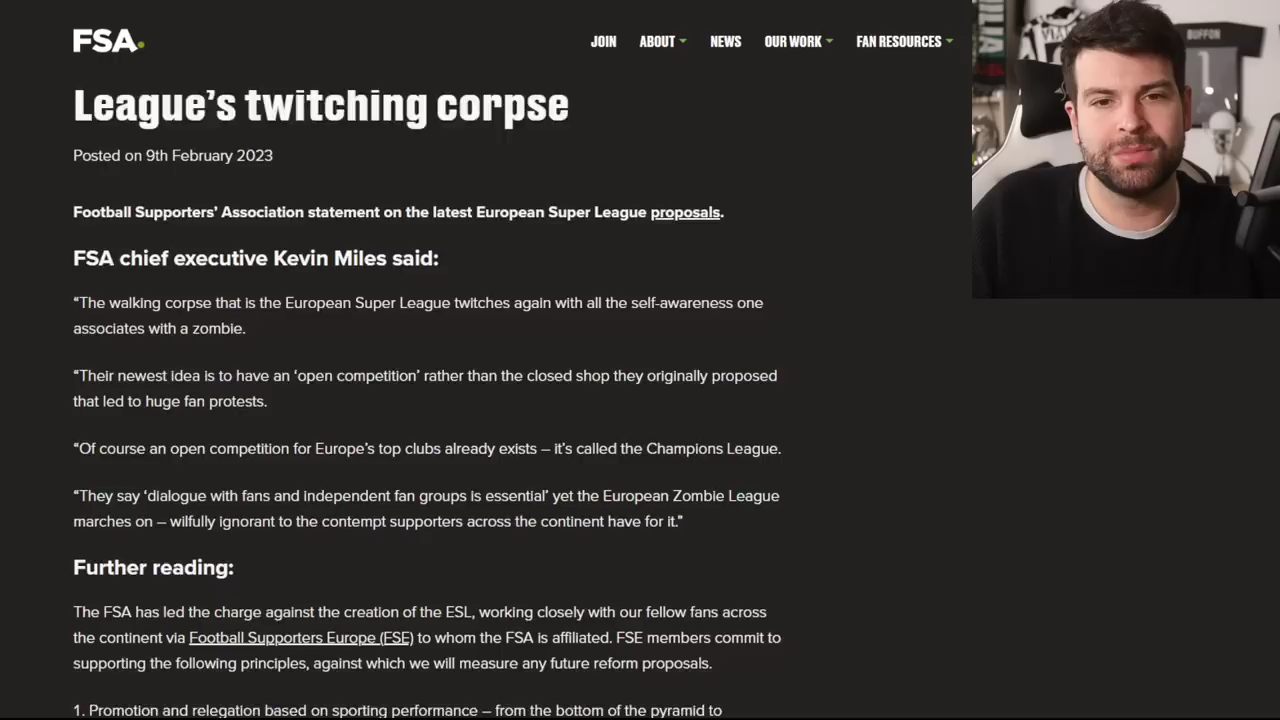 FSA.
JOIN ABOUT NEWS OUR WORK FAN RESOURCES
League’s twitching corpse
Posted on 9th February 2023
Football Supporters’ Association statement on the latest European Super League proposals.
FSA chief executive Kevin Miles said:
“The walking corpse that is the European Super League twitches again with all the self-awareness one
associates with a zombie.
“Their newest idea is to have an ‘open competition’ rather than the closed shop they originally proposed
that led to huge fan protests.
“Of course an open competition for Europe’s top clubs already exists – it’s called the Champions League.
“They say ‘dialogue with fans and independent fan groups is essential’ yet the European Zombie League
marches on – wilfully ignorant to the contempt supporters across the continent have for it.”
Further reading:
The FSA has led the charge against the creation of the ESL, working closely with our fellow fans across
the continent via Football Supporters Europe (FSE) to whom the FSA is affiliated. FSE members commit to
supporting the following principles, against which we will measure any future reform proposals.
1. Promotion and relegation based on sporting performance – from the bottom of the pyramid to
BUFFON
1